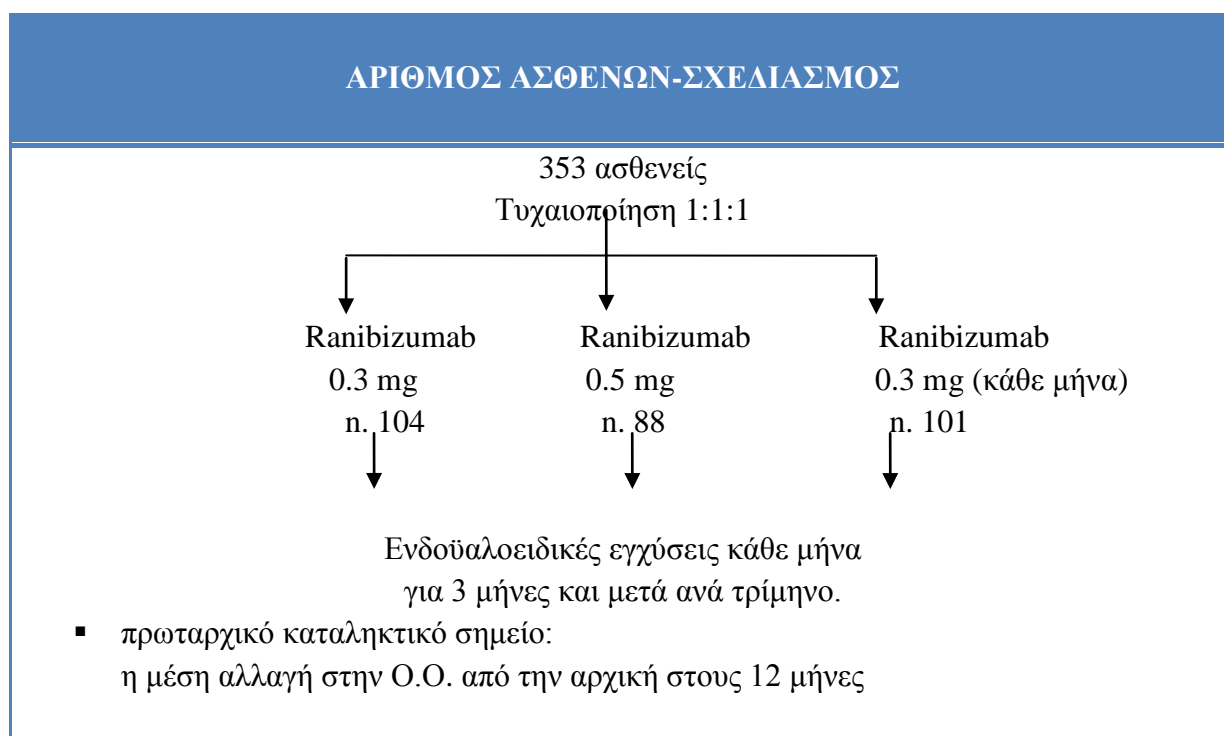 ΑΡΙΘΜΟΣ ΑΣΘΕΝΩΝ-ΣΧΕΔΙΑΣΜΟΣ
353 ασθενείς
Τυχαιοποίηση 1:1:1
Ranibizumab Ranibizumab Ranibizumab
0.3 mg 0.5 mg 0.3 mg (κάθε μήνα)
n. 104 n. 88 n. 101
Ενδοϋαλοειδικές εγχύσεις κάθε μήνα
για 3 μήνες και μετά ανά τρίμηνο.
▪ πρωταρχικό καταληκτικό σημείο:
η μέση αλλαγή στην Ο.Ο. από την αρχική στους 12 μήνες